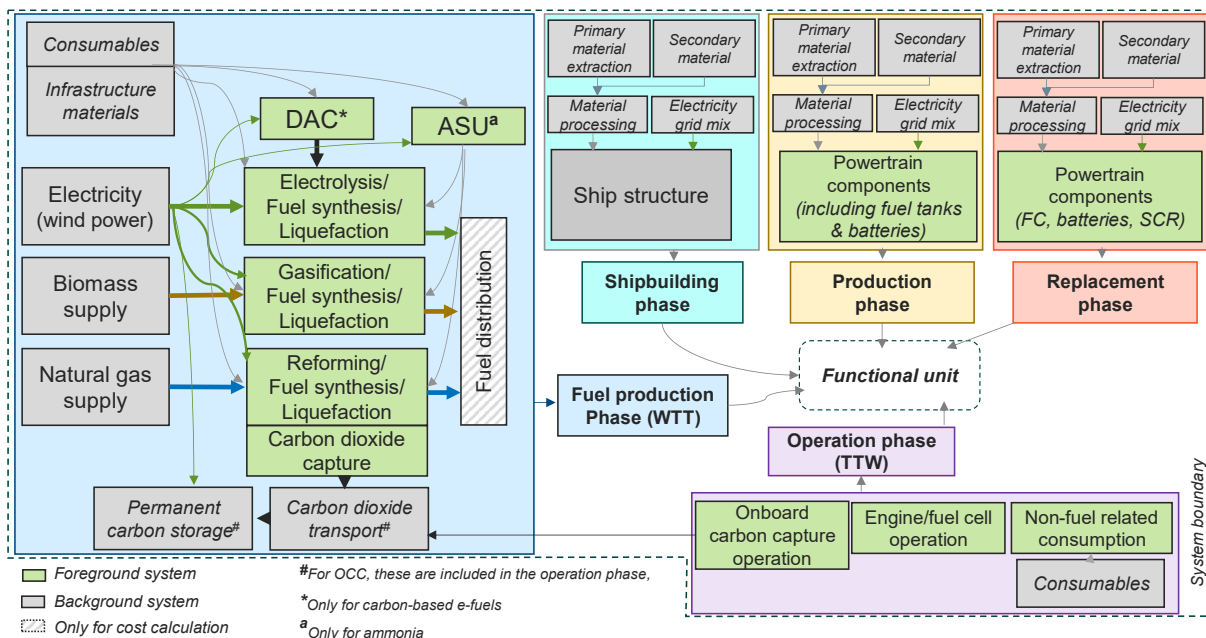 Consumables
Infrastructure
materials
DAC*
ASUa
Electricity
(wind power)
Electrolysis/
Fuel synthesis/
Liquefaction
Biomass
supply
Gasification/
Fuel synthesis/
Liquefaction
Natural gas
supply
Reforming/
Fuel synthesis/
Liquefaction
Carbon dioxide
capture
Fuel distribution
Permanent
carbon storage#
Carbon dioxide
transport#
Primary
material
extraction
Secondary
material
Material
processing
Electricity
grid mix
Ship structure
Shipbuilding
phase
Primary
material
extraction
Secondary
material
Material
processing
Electricity
grid mix
Powertrain
components
(including fuel tanks
& batteries)
Production
phase
Primary
material
extraction
Secondary
material
Material
processing
Electricity
grid mix
Powertrain
components
(FC, batteries, SCR)
Replacement
phase
Functional unit
Fuel production
Phase (WTT)
Operation phase
(TTW)
Onboard
carbon capture
operation
Engine/fuel cell
operation
Non-fuel related
consumption
Consumables
System boundary
Foreground system
Background system
Only for cost calculation
#For OCC, these are included in the operation phase,
*Only for carbon-based e-fuels
aOnly for ammonia